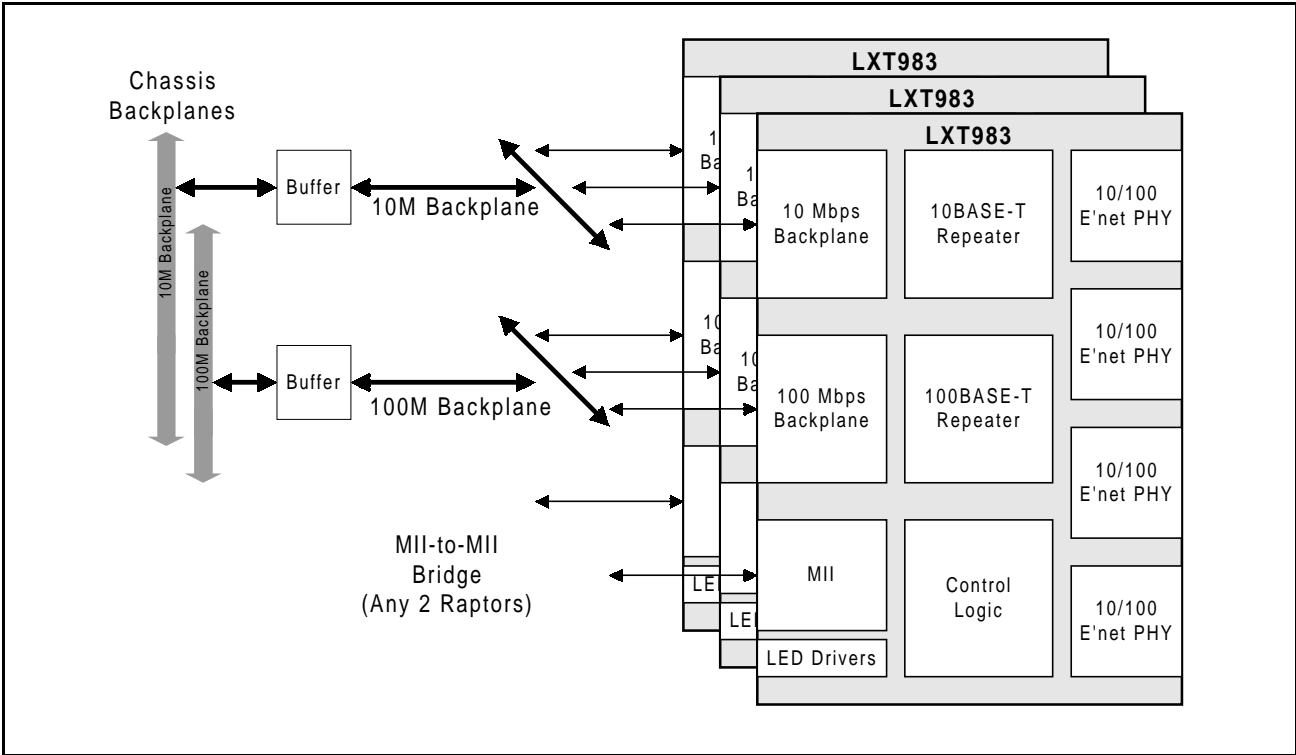 LXT983
LXT983
LXT983
Chassis
Backplanes
10M Backplane
100M Backplane
Buffer
10M Backplane
Buffer
100M Backplane
MII-to-MII
Bridge
(Any 2 Raptors)
10 Mbps
Backplane
10BASE-T
Repeater
10/100
E'net PHY
10/100
E'net PHY
100 Mbps
Backplane
100BASE-T
Repeater
10/100
E'net PHY
MII
Control
Logic
10/100
E'net PHY
LED Drivers